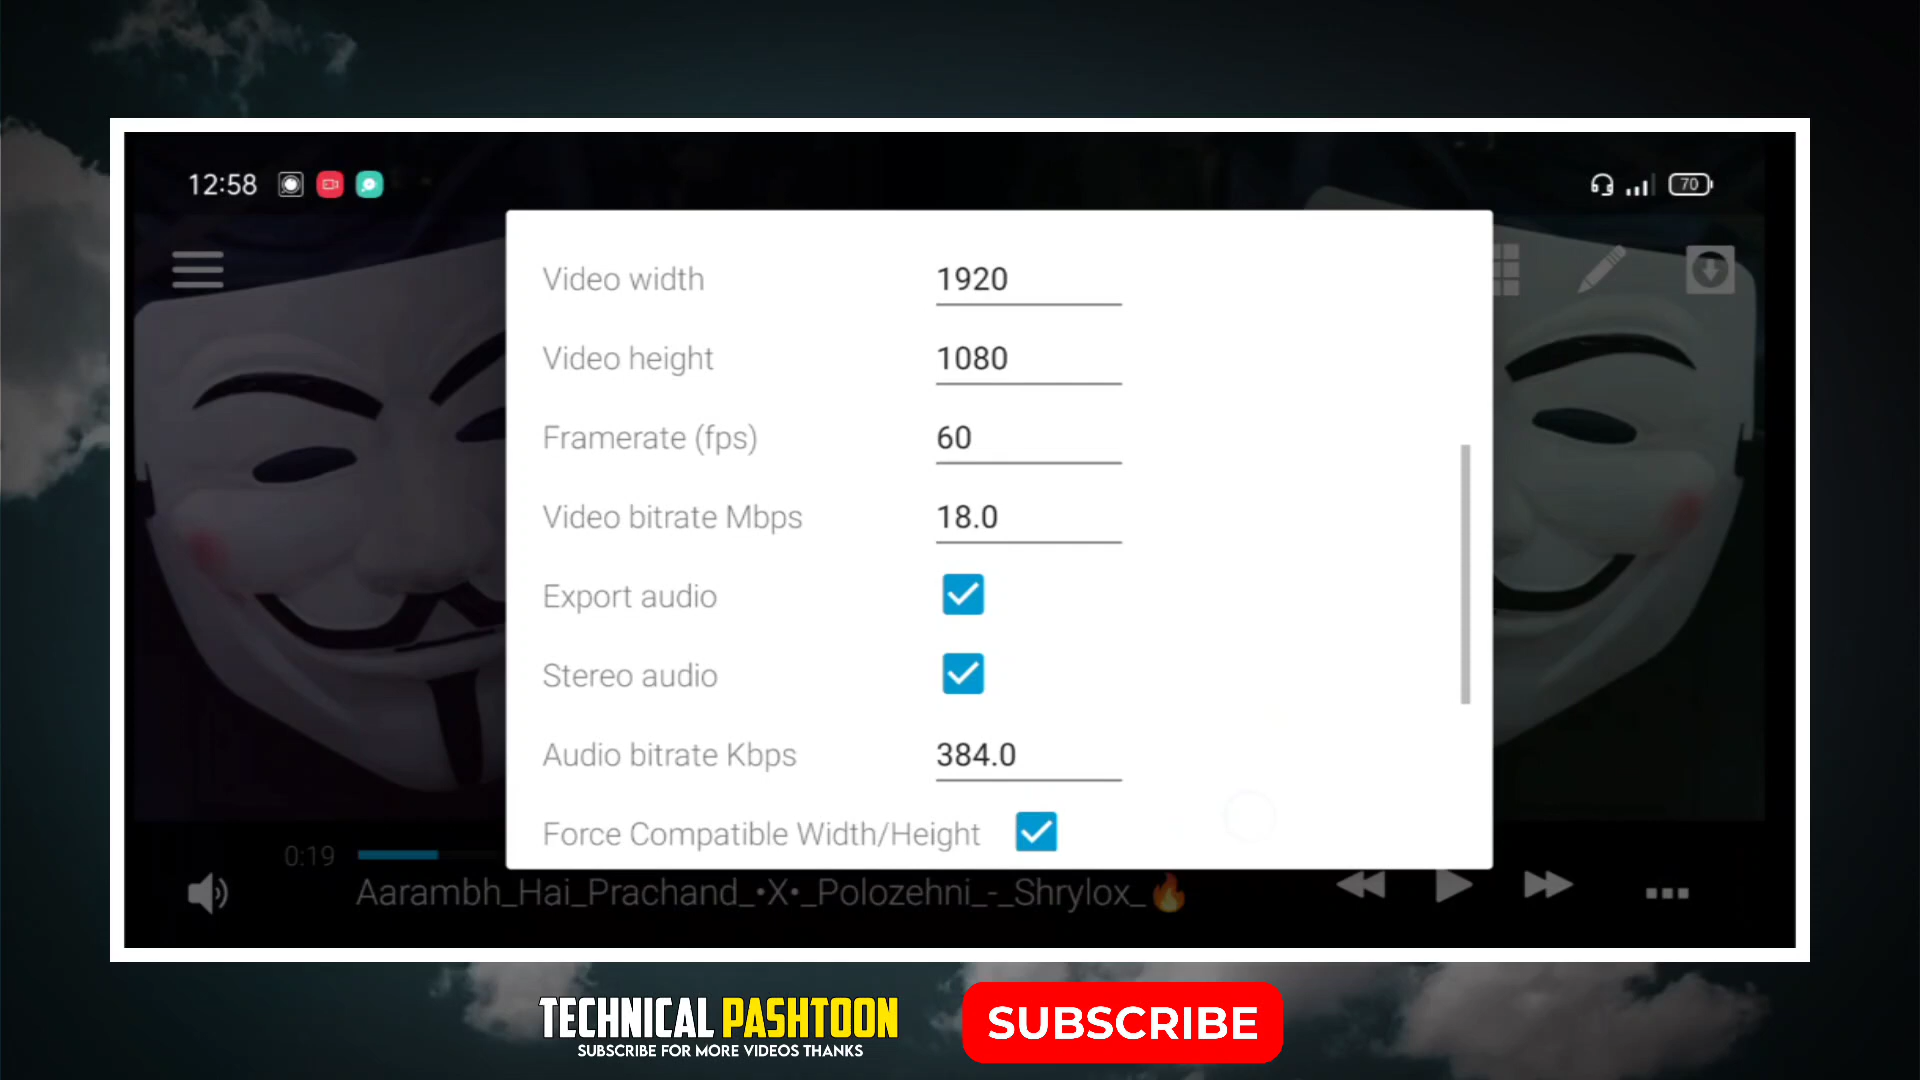 12:58
70
Video width 1920
Video height 1080
Framerate (fps) 60
Video bitrate Mbps 18.0
Export audio
Stereo audio
Audio bitrate Kbps 384.0
Force Compatible Width/Height
0:19
Aarambh_Hai_Prachand_•X•_Polozehni_-_Shrylox_🔥
TECHNICAL PASHTOON
SUBSCRIBE FOR MORE VIDEOS THANKS
SUBSCRIBE